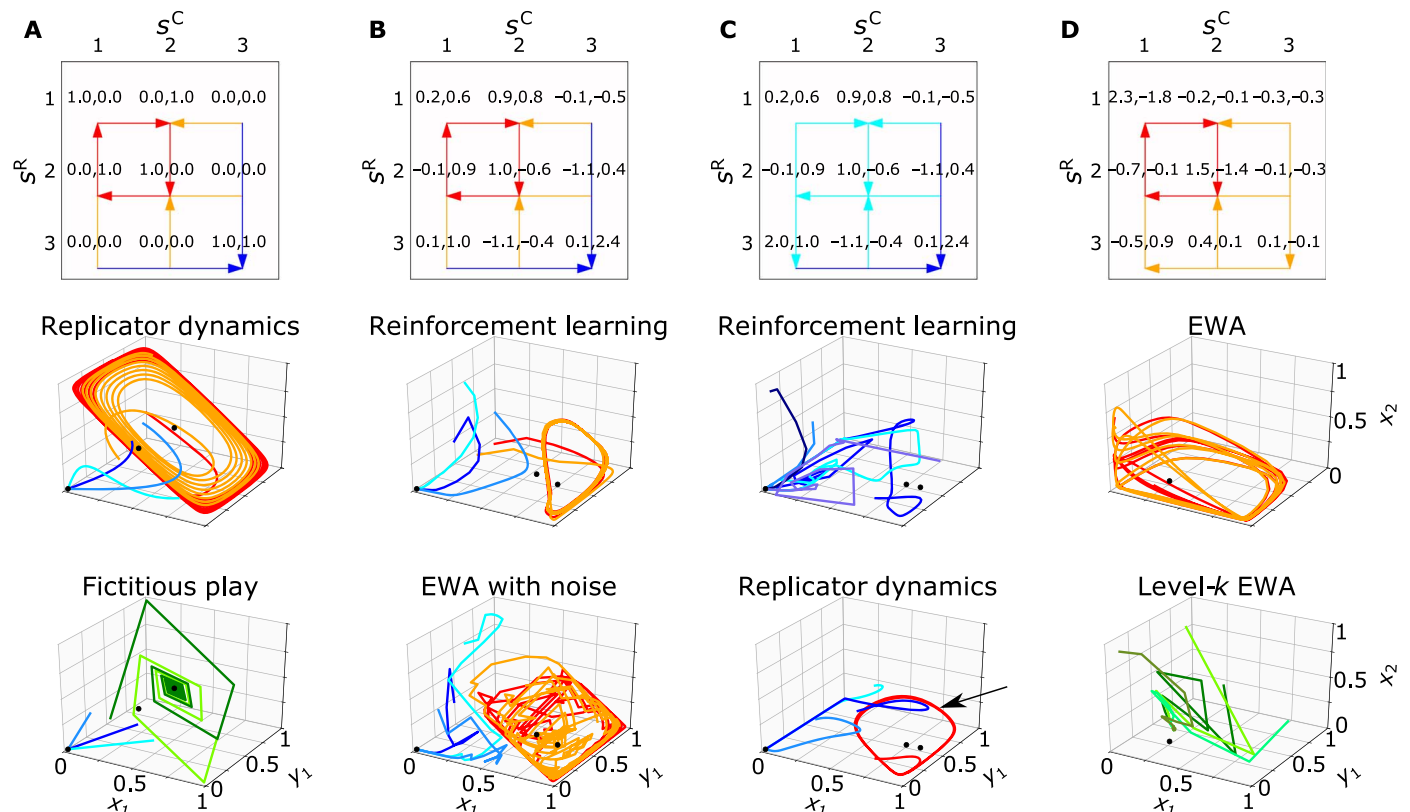 A B C D
s^C s^C s^C s^C
1 2 3 1 2 3 1 2 3 1 2 3
1 1.0,0.0 0.0,1.0 0.0,0.0 1 0.2,0.6 0.9,0.8 −0.1,−0.5 1 0.2,0.6 0.9,0.8 −0.1,−0.5 1 2.3,−1.8 −0.2,−0.1 −0.3,−0.3
s^R 2 0.0,1.0 1.0,0.0 0.0,0.0 s^R 2 −0.1,0.9 1.0,−0.6 −1.1,0.4 s^R 2 −0.1,0.9 1.0,−0.6 −1.1,0.4 s^R 2 −0.7,−0.1 1.5,−1.4 −0.1,−0.3
3 0.0,0.0 0.0,0.0 1.0,1.0 3 0.1,1.0 −1.1,−0.4 0.1,2.4 3 2.0,1.0 −1.1,−0.4 0.1,2.4 3 −0.5,0.9 0.4,0.1 0.1,−0.1
Replicator dynamics Reinforcement learning Reinforcement learning EWA
1
0.5 x_2
0
Fictitious play EWA with noise Replicator dynamics Level-k EWA
1
0.5 x_2
0
0 0.5 1 0 0.5 1 0 0.5 1 0 0.5 1
0 0.5 1 0 0.5 1 0 0.5 1 0 0.5 1
x_1 y_1 x_1 y_1 x_1 y_1 x_1 y_1